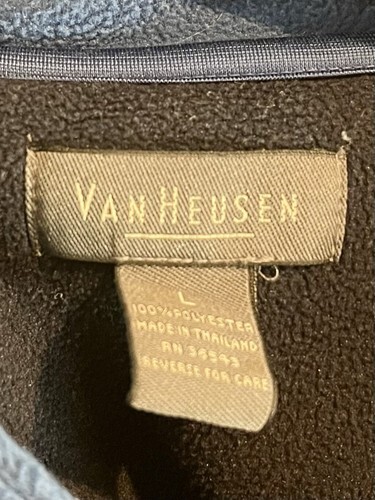 VAN HEUSEN
L
100% POLYESTER
MADE IN THAILAND
RN 36543
REVERSE FOR CARE